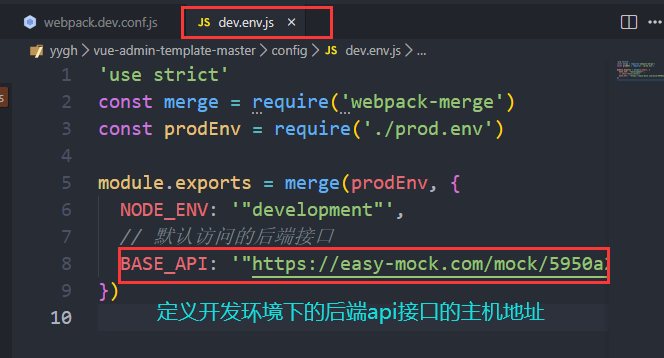 webpack.dev.conf.js
JS dev.env.js ×
yygh > vue-admin-template-master > config > JS dev.env.js > ...
1 'use strict'
2 const merge = require('webpack-merge')
3 const prodEnv = require('./prod.env')
4
5 module.exports = merge(prodEnv, {
6 NODE_ENV: '"development"',
7 // 默认访问的后端接口
8 BASE_API: '"https://easy-mock.com/mock/5950a
9 })
定义开发环境下的后端api接口的主机地址
10